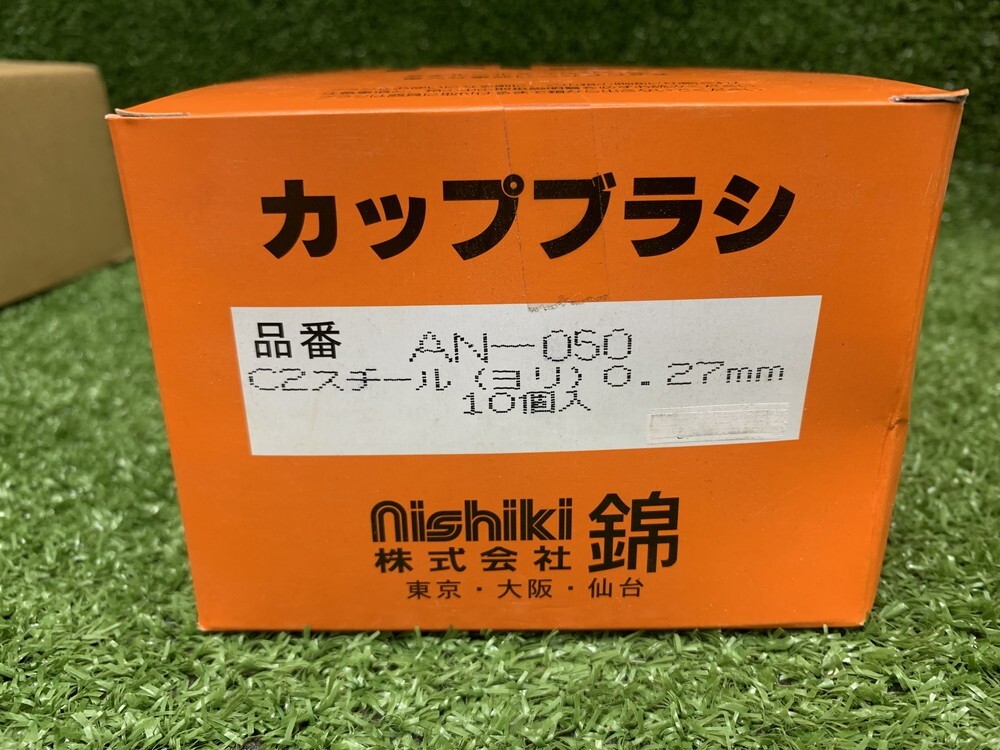 カップブラシ
品番 AN-050
C2スチール(ヨリ)0.27mm
10個入
nishiki 錦
株式会社
東京・大阪・仙台